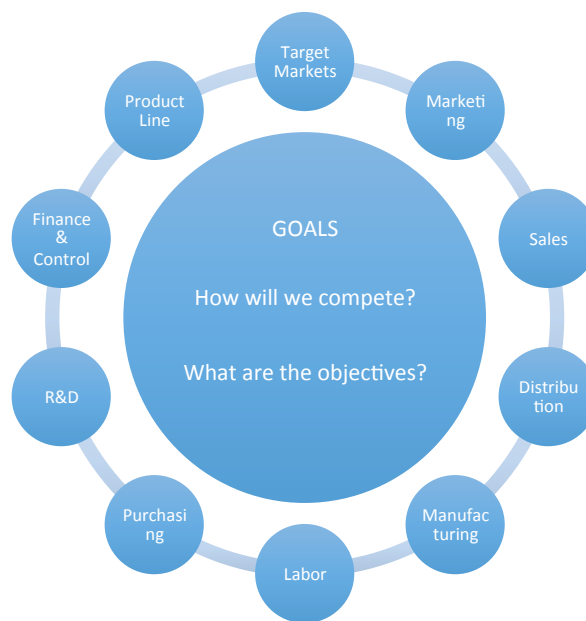 Target
Markets
Marketi
ng
Sales
Distribu
tion
Manufac
turing
Labor
Purchasi
ng
R&D
Finance
&
Control
Product
Line
GOALS
How will we compete?
What are the objectives?